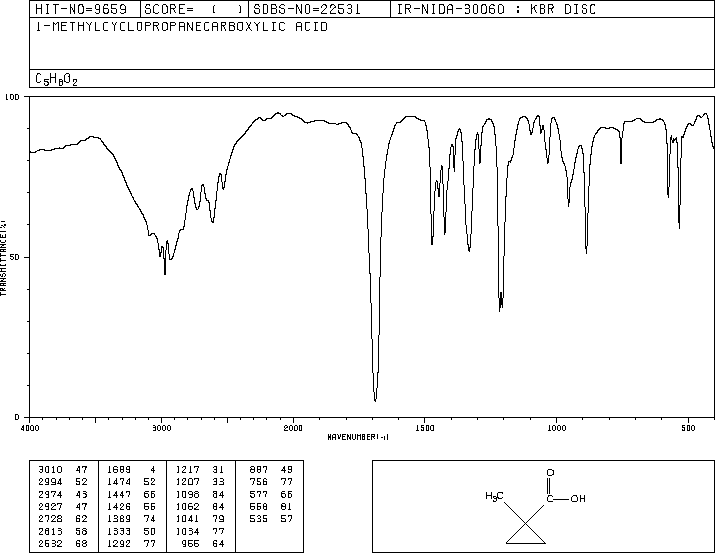 HIT-NO=9659 SCORE= ( ) SDBS-NO=22531 IR-NIDA-30060 : KBR DISC
1-METHYLCYCLOPROPANECARBOXYLIC ACID
C5H8O2
100
50
0
TRANSMITTANCE(%)
4000 3000 2000 1500 1000 500
WAVENUMBER(-1)
3010 47 1689 4 1217 31 887 49
2994 52 1474 52 1207 33 756 77
2974 43 1447 66 1098 84 577 66
2927 47 1426 55 1062 84 558 81
2728 62 1389 74 1041 79 535 57
2613 58 1333 50 1034 77
2532 68 1292 77 955 64
O
H3C
C
OH